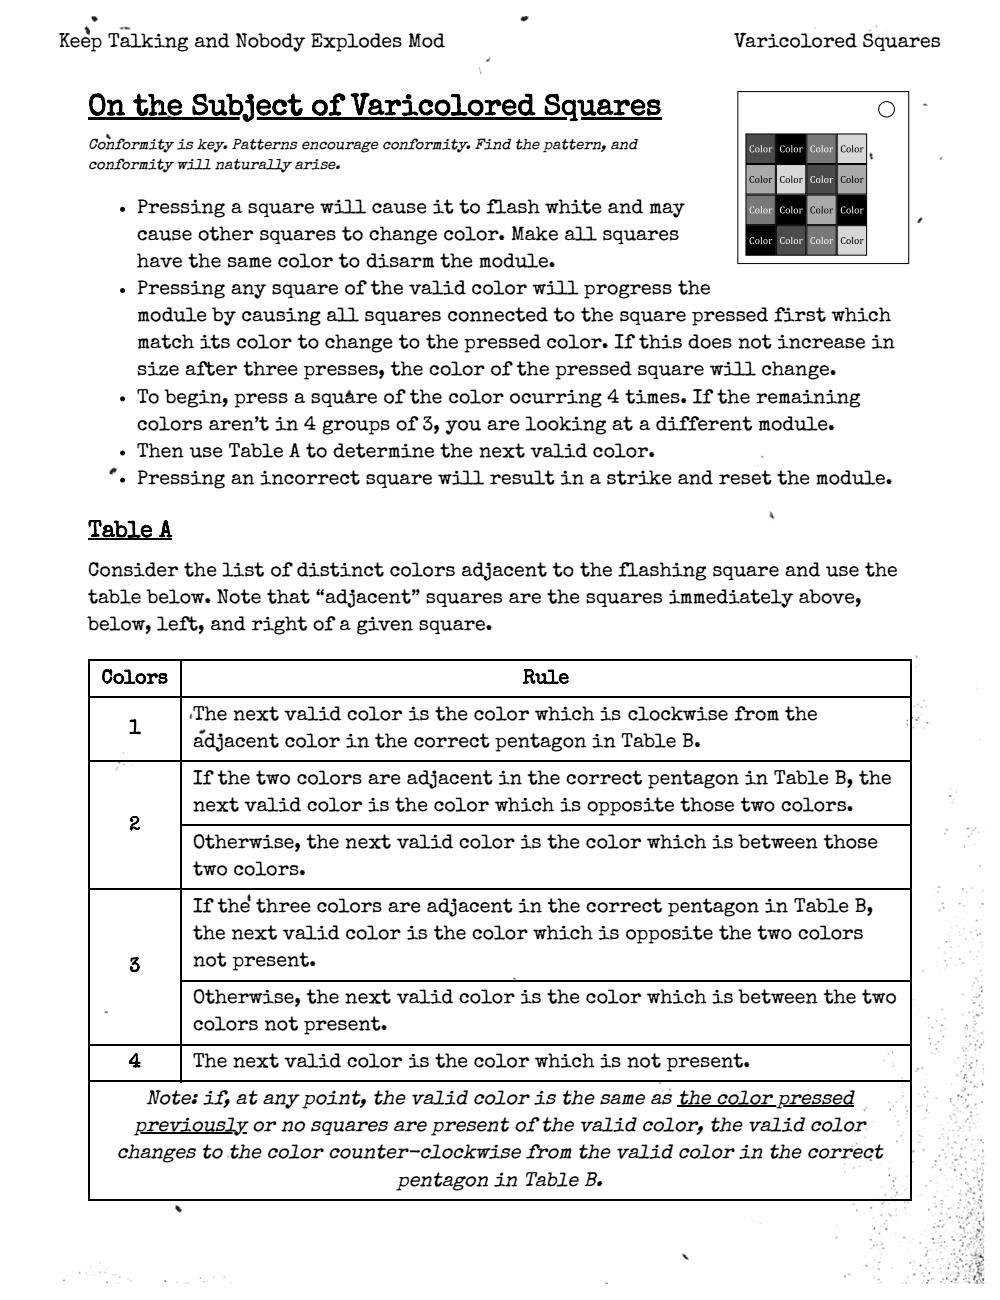 Keep Talking and Nobody Explodes Mod
Varicolored Squares
On the Subject of Varicolored Squares
Conformity is key. Patterns encourage conformity. Find the pattern, and
conformity will naturally arise.
Color Color Color Color
Color Color Color Color
Color Color Color Color
Color Color Color Color
• Pressing a square will cause it to flash white and may
cause other squares to change color. Make all squares
have the same color to disarm the module.
• Pressing any square of the valid color will progress the
module by causing all squares connected to the square pressed first which
match its color to change to the pressed color. If this does not increase in
size after three presses, the color of the pressed square will change.
• To begin, press a square of the color ocurring 4 times. If the remaining
colors aren’t in 4 groups of 3, you are looking at a different module.
• Then use Table A to determine the next valid color.
• Pressing an incorrect square will result in a strike and reset the module.
Table A
Consider the list of distinct colors adjacent to the flashing square and use the
table below. Note that “adjacent” squares are the squares immediately above,
below, left, and right of a given square.
Colors Rule
1
The next valid color is the color which is clockwise from the
adjacent color in the correct pentagon in Table B.
2
If the two colors are adjacent in the correct pentagon in Table B, the
next valid color is the color which is opposite those two colors.
Otherwise, the next valid color is the color which is between those
two colors.
3
If the three colors are adjacent in the correct pentagon in Table B,
the next valid color is the color which is opposite the two colors
not present.
Otherwise, the next valid color is the color which is between the two
colors not present.
4 The next valid color is the color which is not present.
Note: if, at any point, the valid color is the same as the color pressed
previously or no squares are present of the valid color, the valid color
changes to the color counter-clockwise from the valid color in the correct
pentagon in Table B.